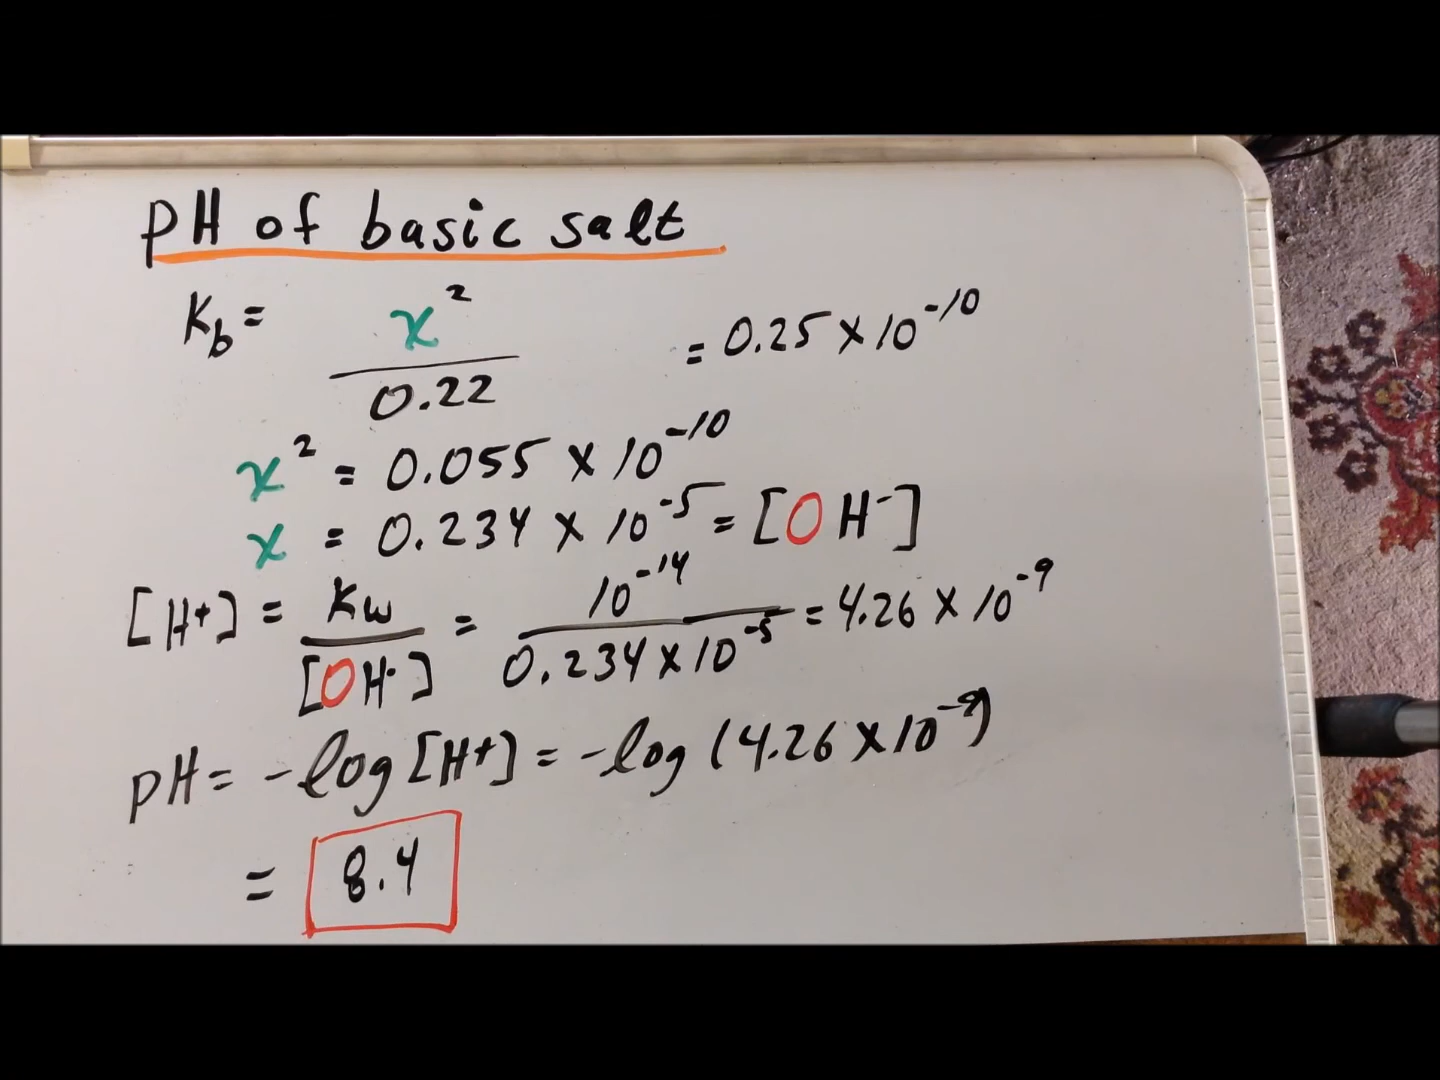 pH of basic salt
Kb = x² / 0.22 = 0.25 × 10⁻¹⁰
x² = 0.055 × 10⁻¹⁰
x = 0.234 × 10⁻⁵ = [OH⁻]
[H+] = Kw / [OH⁻] = 10⁻¹⁴ / 0.234 × 10⁻⁵ = 4.26 × 10⁻⁹
pH = -log [H+] = -log (4.26 × 10⁻⁹)
= 8.4